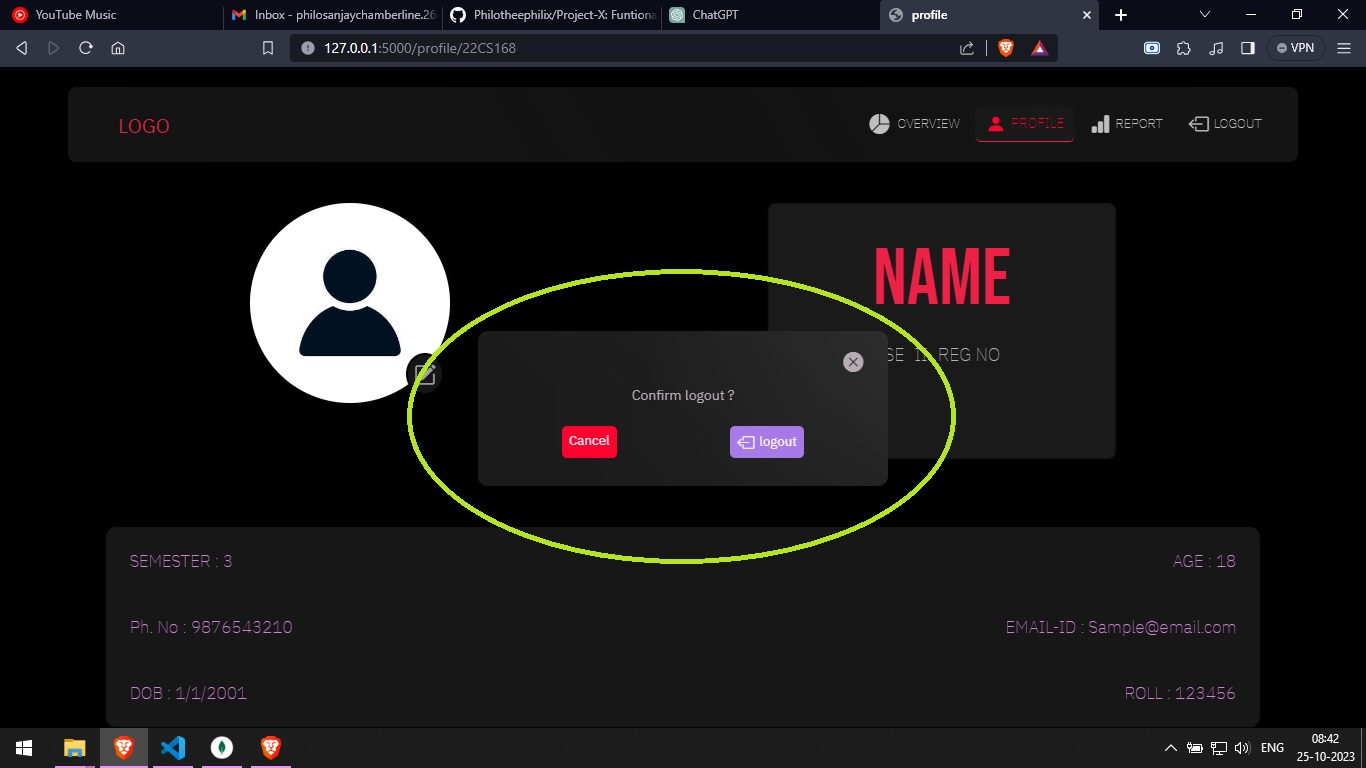 YouTube Music
Inbox - philosanjaychamberline.26
Philotheephilix/Project-X: Funtiona
ChatGPT
profile
127.0.0.1:5000/profile/22CS168
VPN
LOGO
OVERVIEW
PROFILE
REPORT
LOGOUT
NAME
SE II REG NO
Confirm logout ?
Cancel
logout
SEMESTER : 3
AGE : 18
Ph. No : 9876543210
EMAIL-ID : Sample@email.com
DOB : 1/1/2001
ROLL : 123456
ENG
08:42
25-10-2023